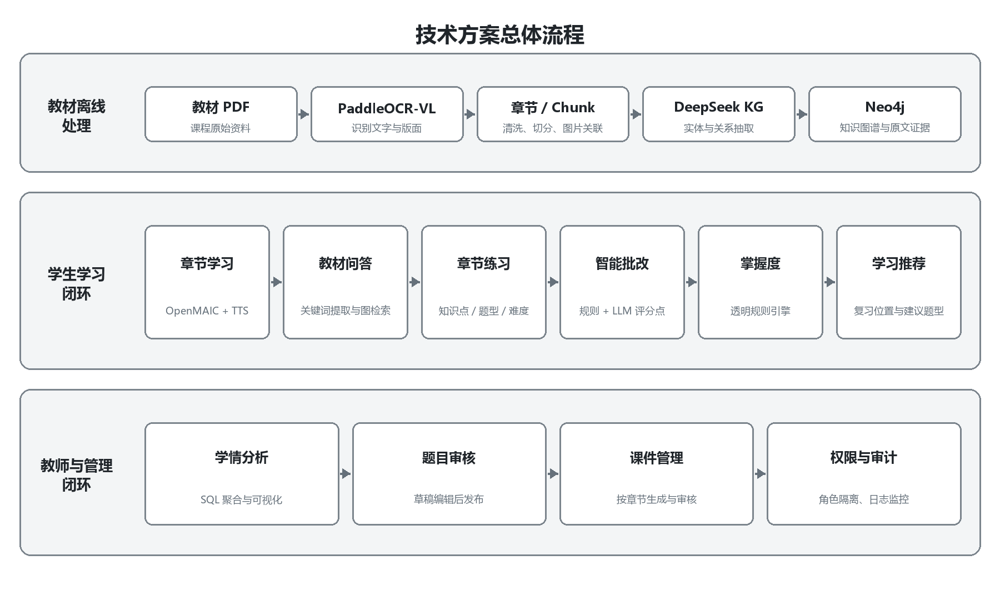 技术方案总体流程
教材离线
处理
教材 PDF
课程原始资料
PaddleOCR-VL
识别文字与版面
章节 / Chunk
清洗、切分、图片关联
DeepSeek KG
实体与关系抽取
Neo4j
知识图谱与原文证据
学生学习
闭环
章节学习
OpenMAIC + TTS
教材问答
关键词提取与图检索
章节练习
知识点 / 题型 / 难度
智能批改
规则 + LLM 评分点
掌握度
透明规则引擎
学习推荐
复习位置与建议题型
教师与管理
闭环
学情分析
SQL 聚合与可视化
题目审核
草稿编辑后发布
课件管理
按章节生成与审核
权限与审计
角色隔离、日志监控